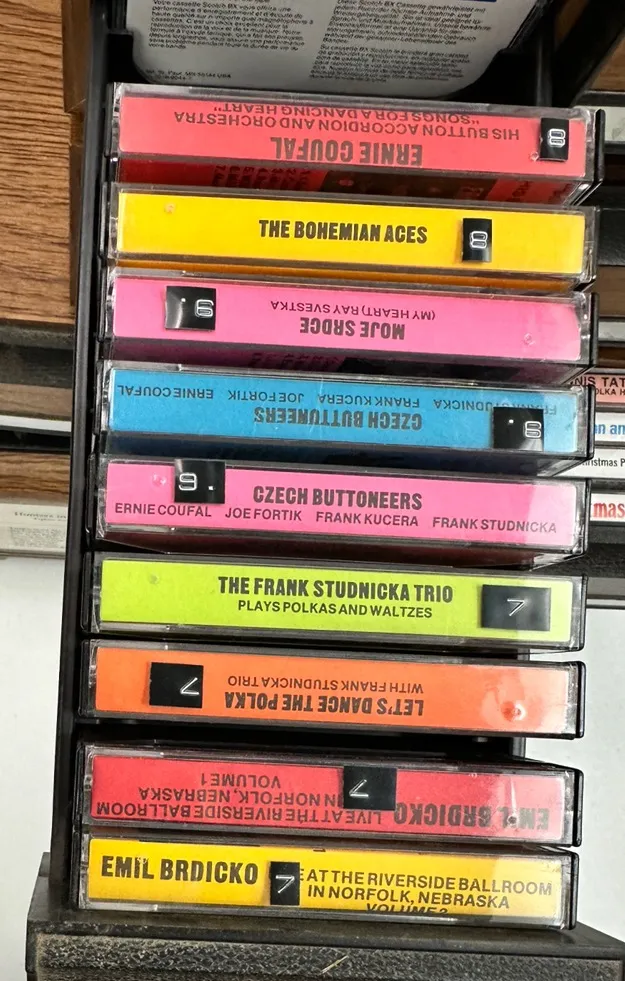 8
ERNIE COUFAL
HIS BUTTON ACCORDION AND ORCHESTRA
"SONGS FOR A DANCING HEART"
THE BOHEMIAN ACES
8
MOJE SRDCE
(MY HEART) RAY SVESTKA
9.
9.
CZECH BUTTONEERS
ERNIE COUFAL JOE FORTIK FRANK KUCERA FRANK STUDNICKA
9.
CZECH BUTTONEERS
ERNIE COUFAL JOE FORTIK FRANK KUCERA FRANK STUDNICKA
THE FRANK STUDNICKA TRIO
PLAYS POLKAS AND WALTZES
7
LET'S DANCE THE POLKA
WITH FRANK STUDNICKA TRIO
7
EMIL BRDICKO
LIVE AT THE RIVERSIDE BALLROOM
IN NORFOLK, NEBRASKA
VOLUME 1
7
EMIL BRDICKO
7
AT THE RIVERSIDE BALLROOM
IN NORFOLK, NEBRASKA
VOLUME 2